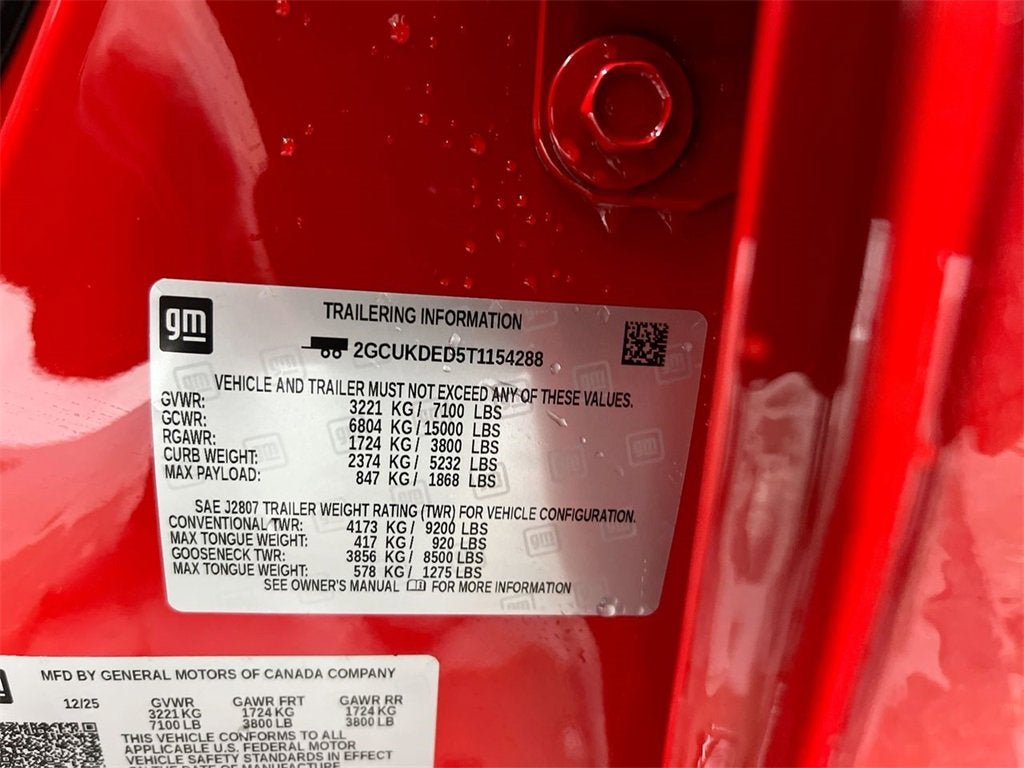 gm
TRAILERING INFORMATION
2GCUKDED5T1154288
VEHICLE AND TRAILER MUST NOT EXCEED ANY OF THESE VALUES.
GVWR: 3221 KG / 7100 LBS
GCWR: 6804 KG / 15000 LBS
RGAWR: 1724 KG / 3800 LBS
CURB WEIGHT: 2374 KG / 5232 LBS
MAX PAYLOAD: 847 KG / 1868 LBS
SAE J2807 TRAILER WEIGHT RATING (TWR) FOR VEHICLE CONFIGURATION.
CONVENTIONAL TWR: 4173 KG / 9200 LBS
MAX TONGUE WEIGHT: 417 KG / 920 LBS
GOOSENECK TWR: 3856 KG / 8500 LBS
MAX TONGUE WEIGHT: 578 KG / 1275 LBS
SEE OWNER'S MANUAL FOR MORE INFORMATION
MFD BY GENERAL MOTORS OF CANADA COMPANY
12/25 GVWR GAWR FRT GAWR RR
3221 KG 1724 KG 1724 KG
7100 LB 3800 LB 3800 LB
THIS VEHICLE CONFORMS TO ALL
APPLICABLE U.S. FEDERAL MOTOR
VEHICLE SAFETY STANDARDS IN EFFECT
ON THE DATE OF MANUFACTURE